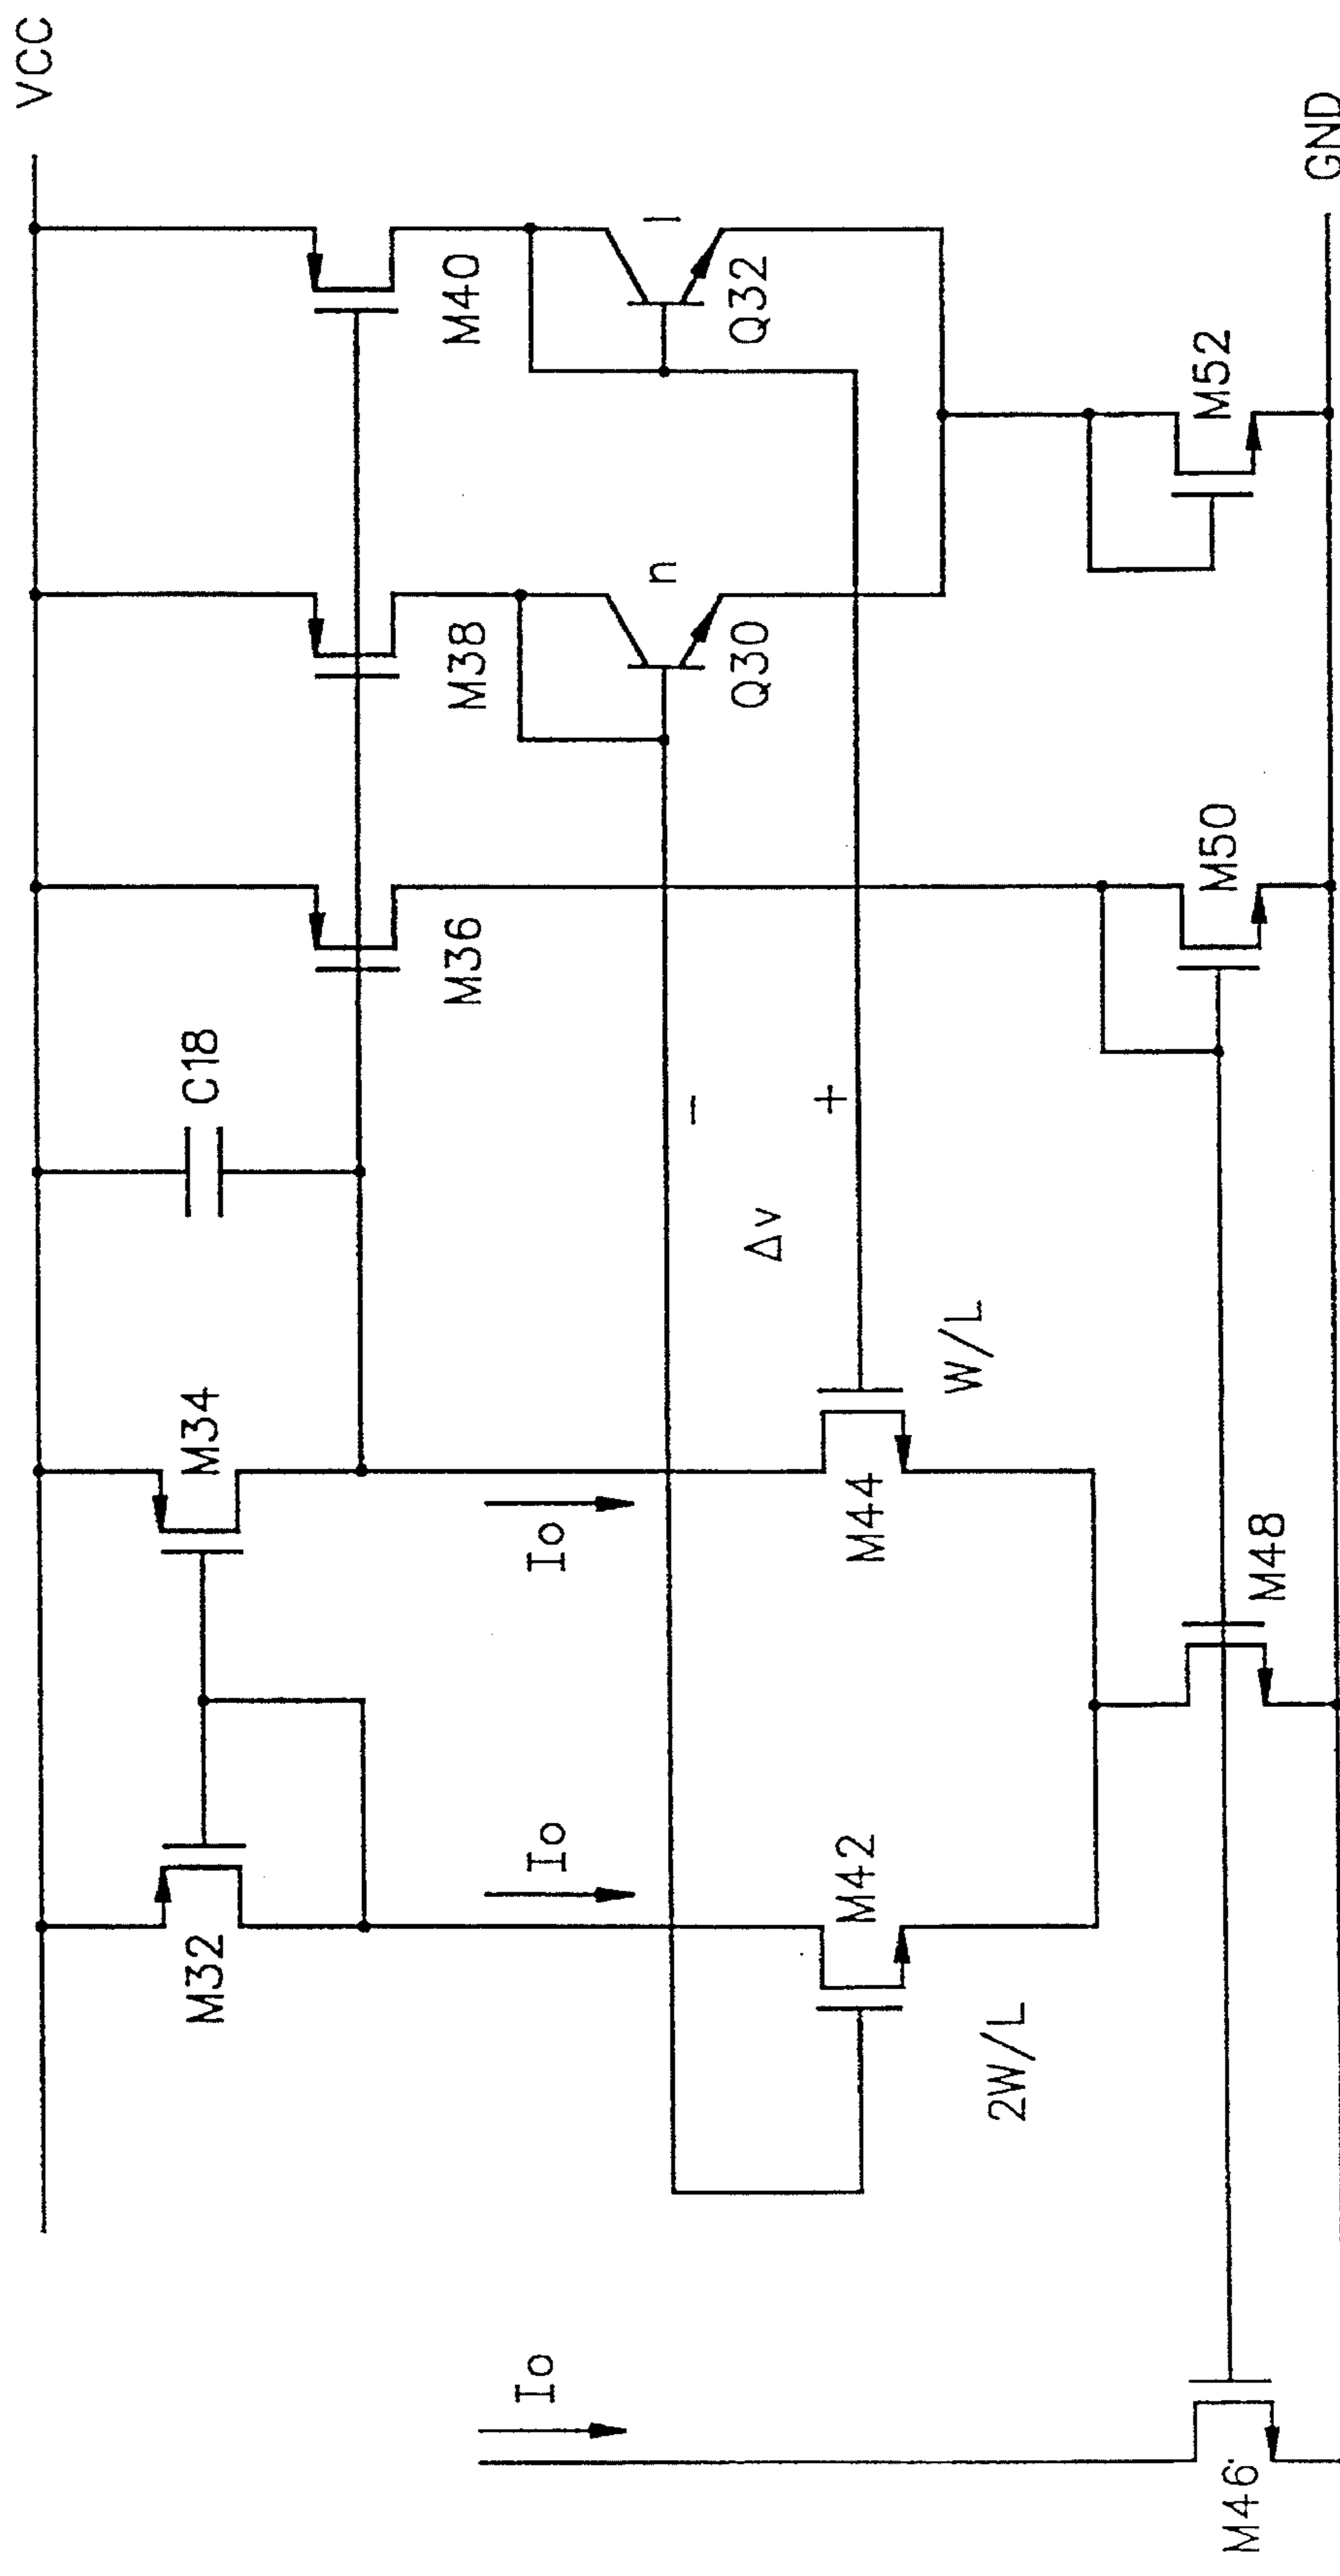 VCC
M32
M34
C18
M36
M38
M40
Io
Io
Io
n
1
Q30
Q32
Δv
−
+
M42
M44
2W/L
W/L
M46
M48
M50
M52
GND